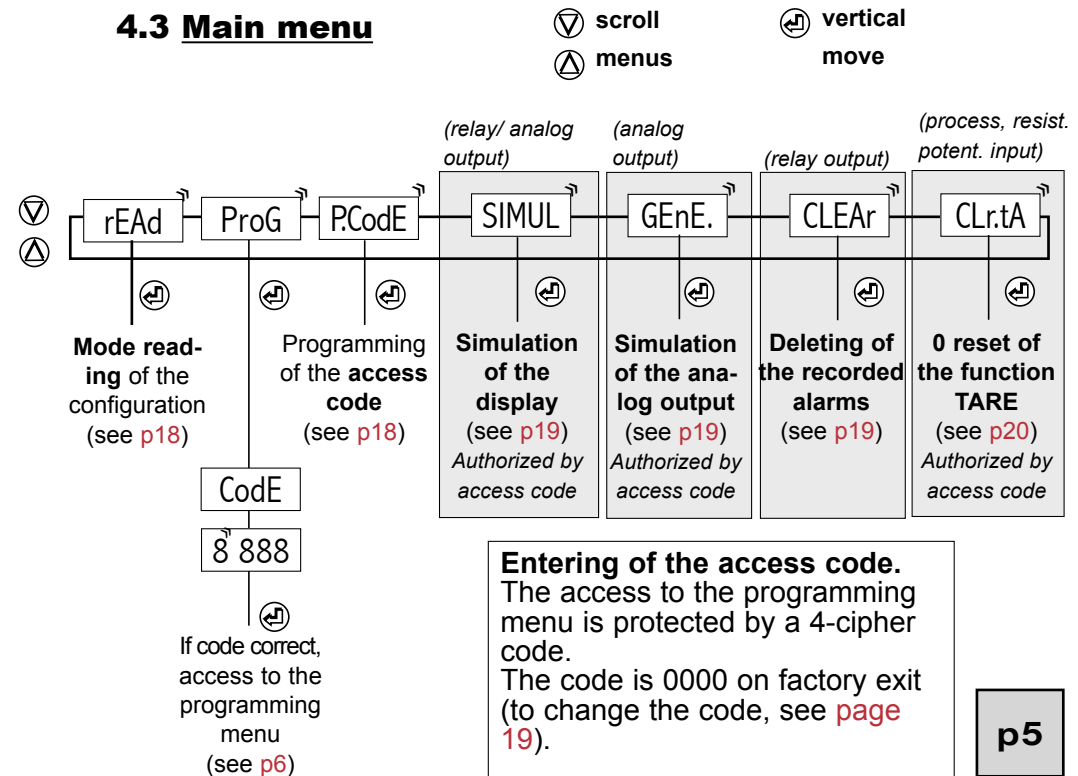 4.3 Main menu
scroll
menus
vertical
move
(relay/ analog
output)
(analog
output)
(relay output)
(process, resist.
potent. input)
rEAd
ProG
P.CodE
SIMUL
GEnE.
CLEAr
CLr.tA
Mode read-
ing of the
configuration
(see p18)
Programming
of the access
code
(see p18)
Simulation
of the
display
(see p19)
Authorized by
access code
Simulation
of the ana-
log output
(see p19)
Authorized by
access code
Deleting of
the recorded
alarms
(see p19)
0 reset of
the function
TARE
(see p20)
Authorized by
access code
CodE
8 888
If code correct,
access to the
programming
menu
(see p6)
Entering of the access code.
The access to the programming
menu is protected by a 4-cipher
code.
The code is 0000 on factory exit
(to change the code, see page
19).
p5